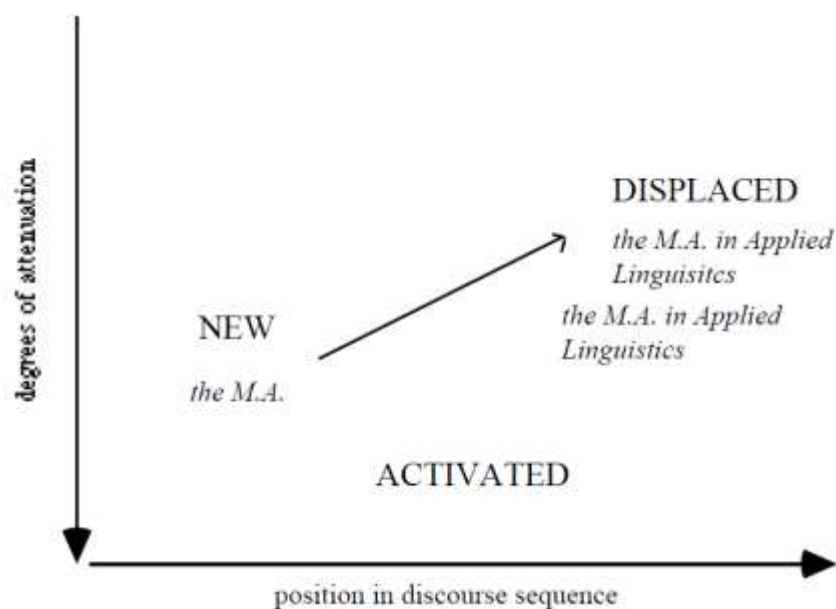 degrees of attenuation
DISPLACED
the M.A. in Applied
Linguisitcs
the M.A. in Applied
Linguistics
NEW
the M.A.
ACTIVATED
position in discourse sequence